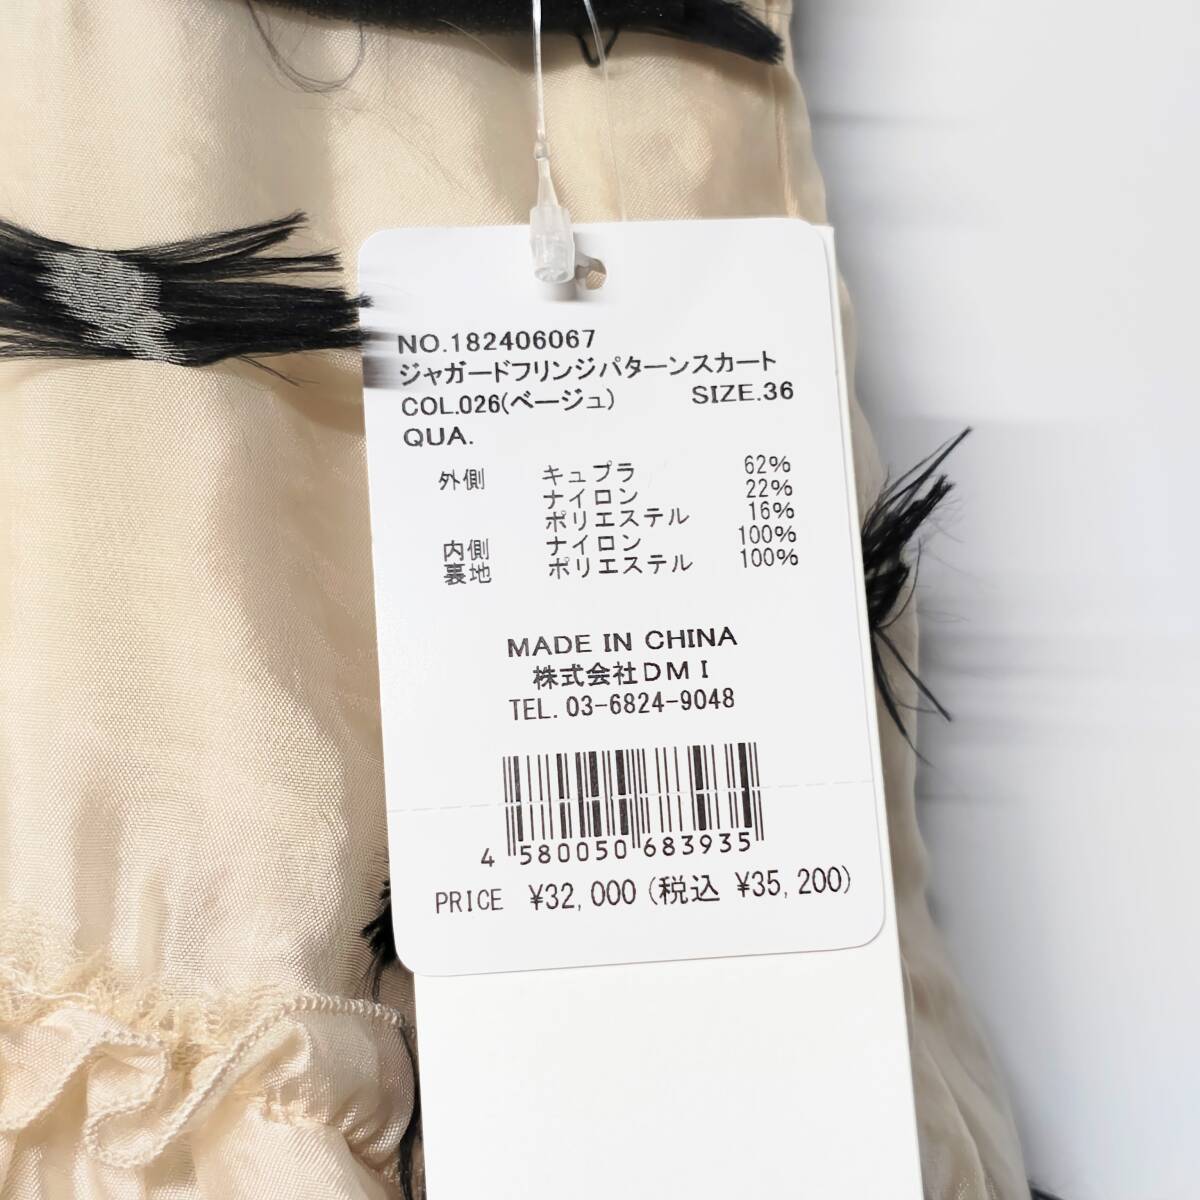 NO.182406067
ジャガードフリンジパターンスカート
COL.026(ベージュ) SIZE.36
QUA.
外側 キュプラ 62%
ナイロン 22%
ポリエステル 16%
内側 ナイロン 100%
裏地 ポリエステル 100%
MADE IN CHINA
株式会社DMI
TEL. 03-6824-9048
4 580050 683935
PRICE ¥32,000 (税込 ¥35,200)